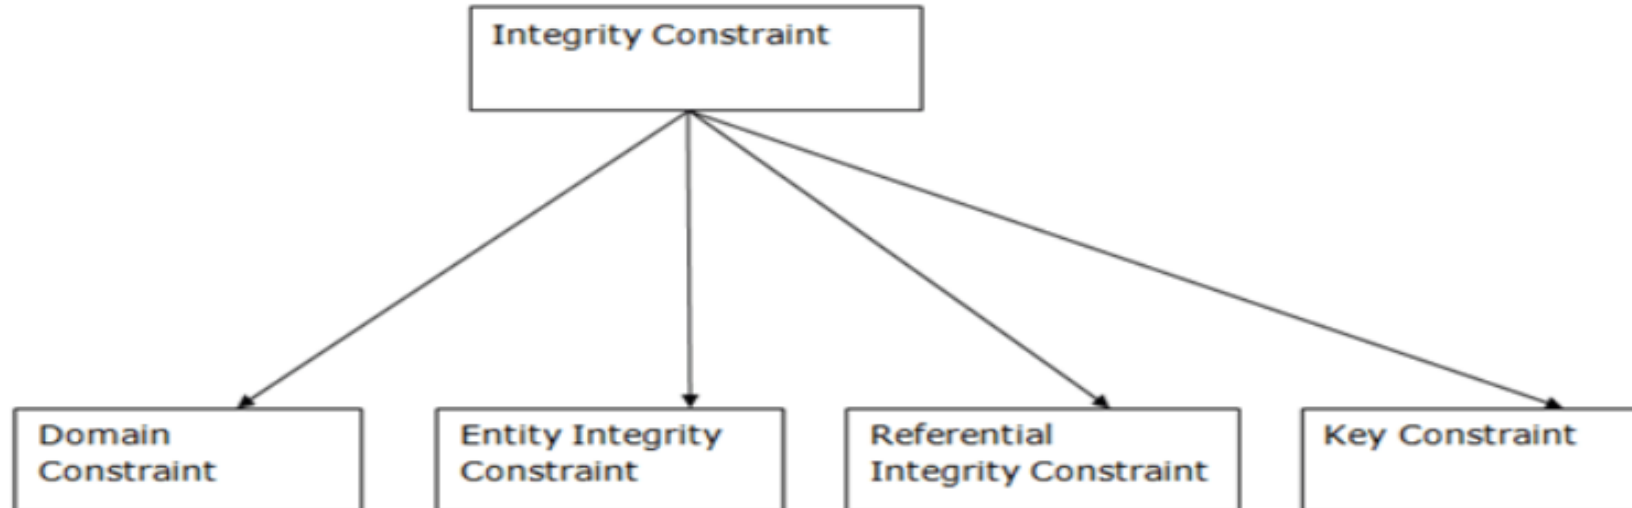 Integrity Constraint
Domain
Constraint
Entity Integrity
Constraint
Referential
Integrity Constraint
Key Constraint